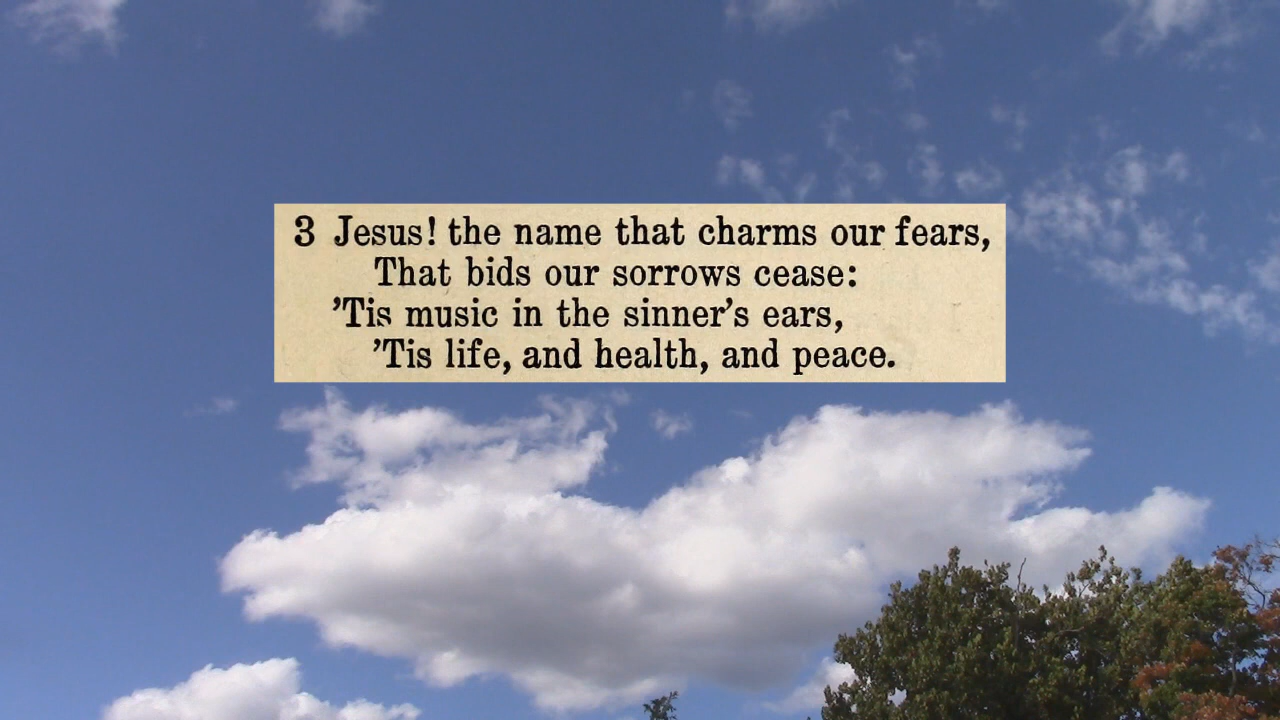 3 Jesus! the name that charms our fears,
That bids our sorrows cease:
’Tis music in the sinner’s ears,
’Tis life, and health, and peace.